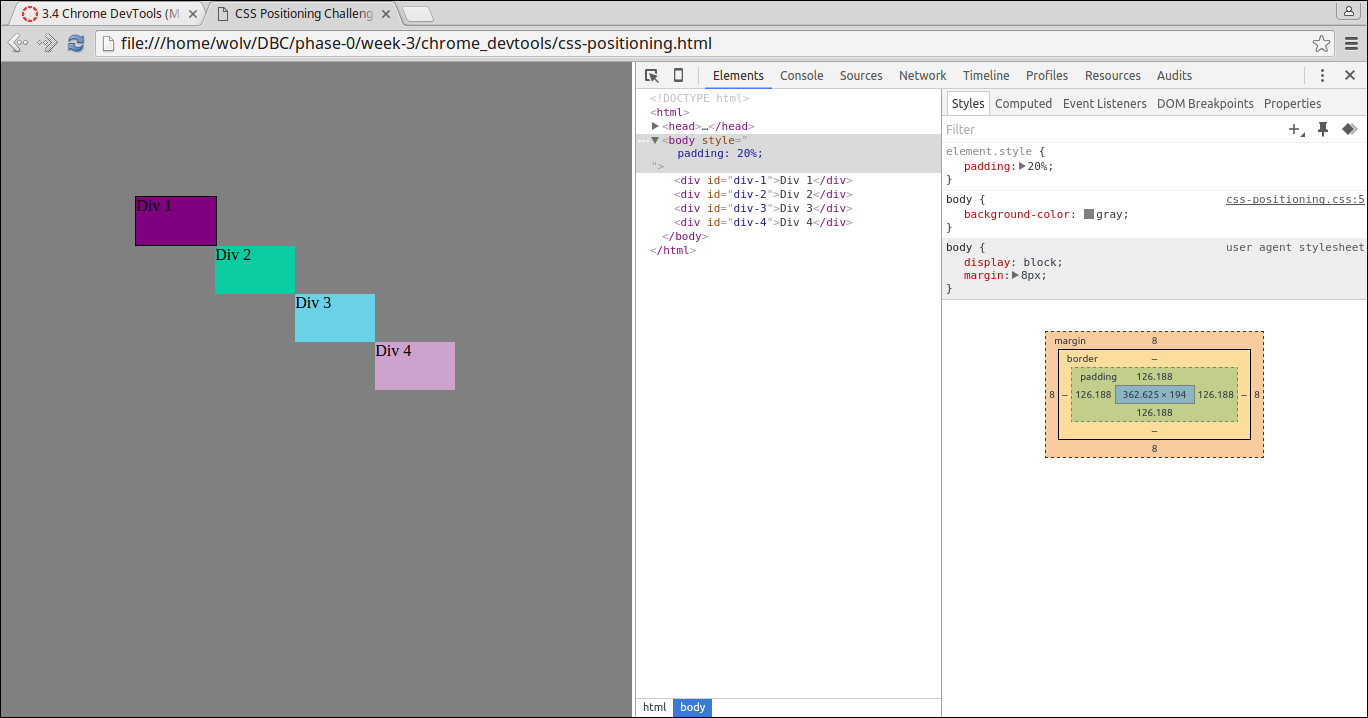 3.4 Chrome DevTools (M
CSS Positioning Challeng
file:///home/wolv/DBC/phase-0/week-3/chrome_devtools/css-positioning.html
Div 1
Div 2
Div 3
Div 4
Elements Console Sources Network Timeline Profiles Resources Audits
<!DOCTYPE html>
<html>
<head>…</head>
<body style="
padding: 20%;
">
<div id="div-1">Div 1</div>
<div id="div-2">Div 2</div>
<div id="div-3">Div 3</div>
<div id="div-4">Div 4</div>
</body>
</html>
html body
Styles Computed Event Listeners DOM Breakpoints Properties
Filter
element.style {
padding: 20%;
}
body { css-positioning.css:5
background-color: gray;
}
body { user agent stylesheet
display: block;
margin: 8px;
}
margin 8
border –
padding 126.188
8 – 126.188 362.625 × 194 126.188 – 8
126.188
–
8